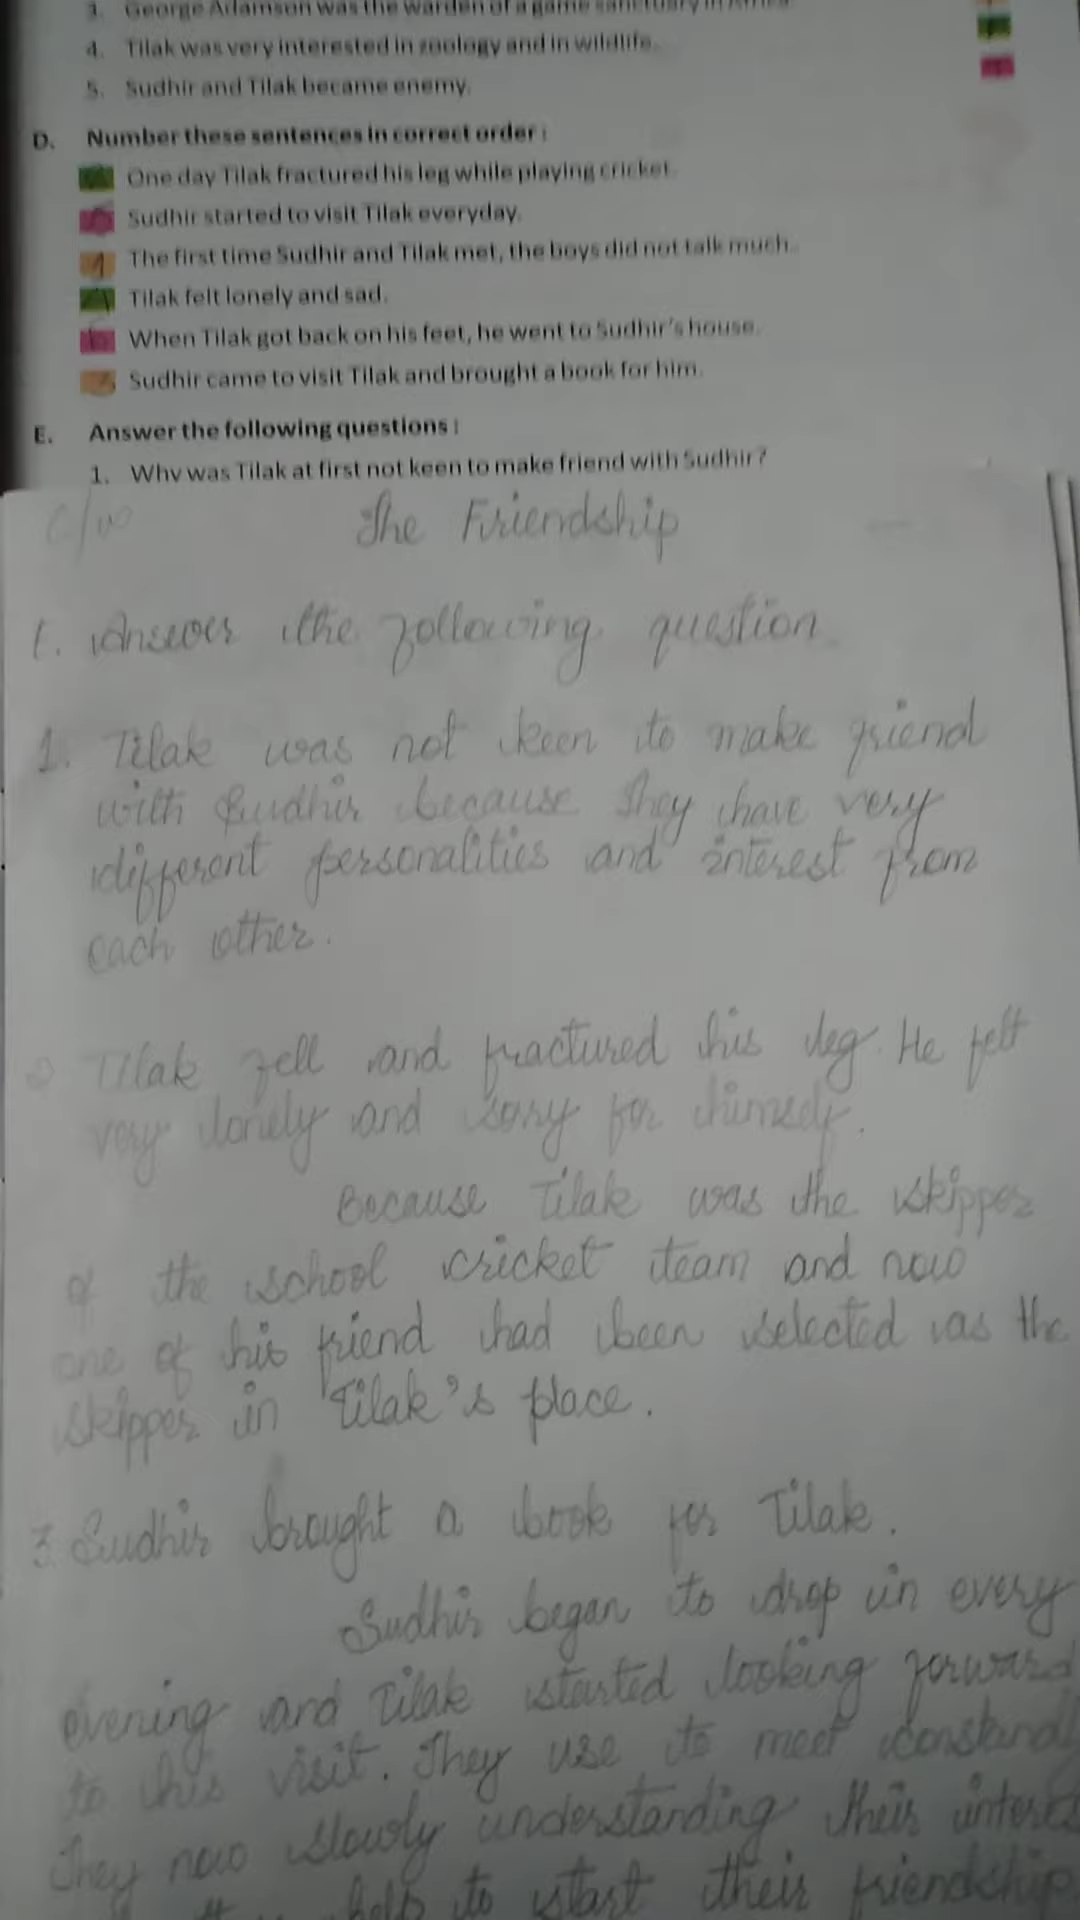 3. George Adamson was the warden of a game sanctuary in Africa
4. Tilak was very interested in zoology and in wildlife.
5. Sudhir and Tilak became enemy.
D. Number these sentences in correct order :
One day Tilak fractured his leg while playing cricket.
Sudhir started to visit Tilak everyday.
1 The first time Sudhir and Tilak met, the boys did not talk much.
4 Tilak felt lonely and sad.
6 When Tilak got back on his feet, he went to Sudhir's house.
3 Sudhir came to visit Tilak and brought a book for him.
E. Answer the following questions :
1. Why was Tilak at first not keen to make friend with Sudhir?
C/W The Friendship
1. Answer the following question
1. Tilak was not keen to make friend
with Sudhir because They have very
different personalities and interest from
each other.
2 Tilak fell and fractured his leg. He felt
very lonely and sorry for himself.
Because Tilak was the skipper
of the school cricket team and now
one of his friend had been selected as the
skipper in Tilak's place.
3. Sudhir brought a book for Tilak.
Sudhir began to drop in every
evening and Tilak started looking forward
to his visit. They use to meet
They now slowly understanding their
help to start their friendship